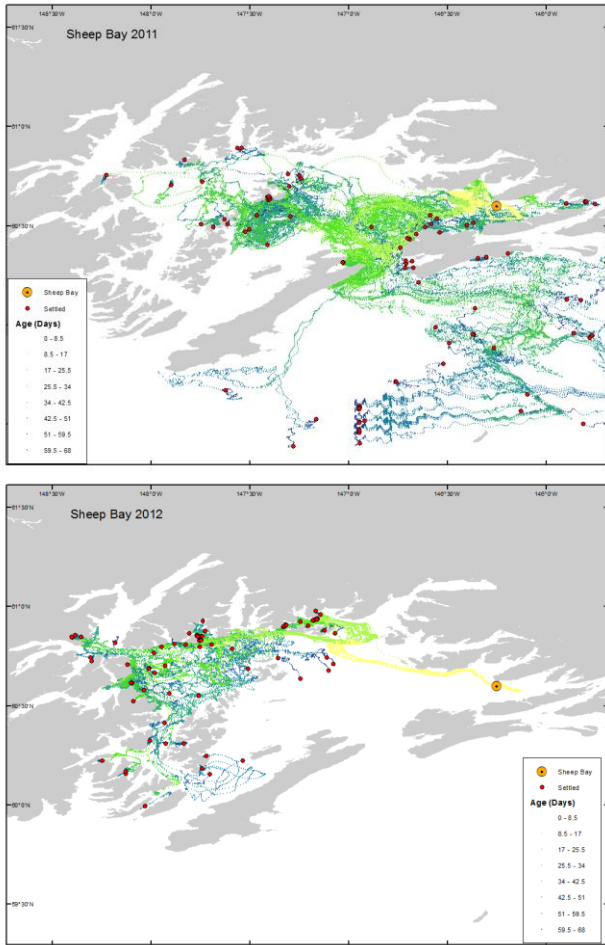 148°30'W 148°0'W 147°30'W 147°0'W 146°30'W 146°0'W
Sheep Bay 2011
61°30'N
61°0'N
60°30'N
Sheep Bay
Settled
Age (Days)
0 - 8.5
8.5 - 17
17 - 25.5
25.5 - 34
34 - 42.5
42.5 - 51
51 - 59.5
59.5 - 68
148°30'W 148°0'W 147°30'W 147°0'W 146°30'W 146°0'W
Sheep Bay 2012
61°30'N
61°0'N
60°30'N
60°0'N
59°30'N
Sheep Bay
Settled
Age (Days)
0 - 8.5
8.5 - 17
17 - 25.5
25.5 - 34
34 - 42.5
42.5 - 51
51 - 59.5
59.5 - 68